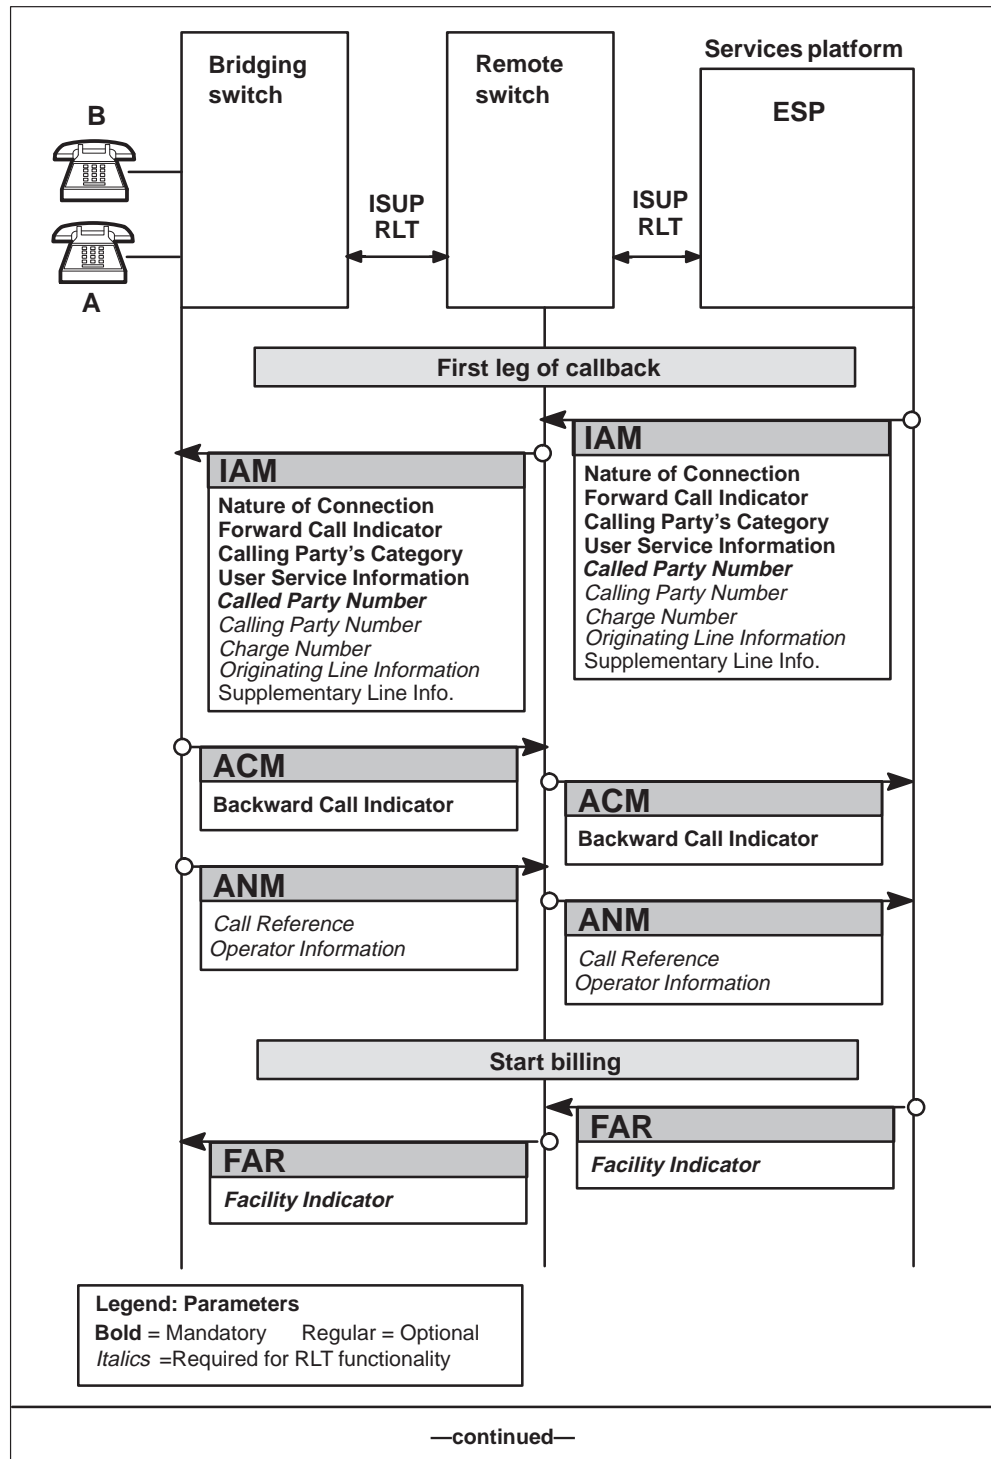 Bridging
switch
Remote
switch
Services platform
ESP
B
A
ISUP
RLT
ISUP
RLT
First leg of callback
IAM
Nature of Connection
Forward Call Indicator
Calling Party's Category
User Service Information
Called Party Number
Calling Party Number
Charge Number
Originating Line Information
Supplementary Line Info.
IAM
Nature of Connection
Forward Call Indicator
Calling Party's Category
User Service Information
Called Party Number
Calling Party Number
Charge Number
Originating Line Information
Supplementary Line Info.
ACM
Backward Call Indicator
ACM
Backward Call Indicator
ANM
Call Reference
Operator Information
ANM
Call Reference
Operator Information
Start billing
FAR
Facility Indicator
FAR
Facility Indicator
Legend: Parameters
Bold = Mandatory Regular = Optional
Italics =Required for RLT functionality
—continued—